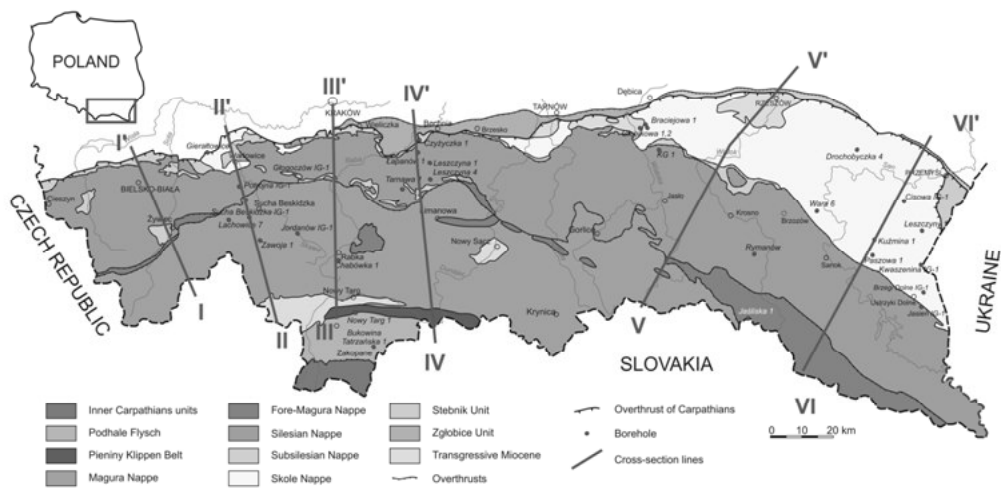 POLAND
V'
III'
IV'
II'
VI'
I'
Dębica
TARNÓW
KRAKÓW
Wieliczka
Bochnia
Brzesko
RZESZÓW
Braciejowa 1
Gierałtowice
Czyżyczka 1
Łapanów 1
Leszczyna 1
Leszczyna 4
Tarnawa 1
Głogoczów IG-1
Drohobyczka 4
PRZEMYŚL
BIELSKO-BIAŁA
Cieszyn
Potrójna IG-1
Cisowa IG-1
Jasło
Wara 6
Sucha Beskidzka
Sucha Beskidzka IG-1
Żywiec
Lachowice 7
Jordanów IG-1
Zawoja 1
Limanowa
Gorlice
Krosno
Brzozów
Leszczyny
Kuźmina 1
Nowy Sącz
Rabka
Chabówka 1
Rymanów
Sanok
Paszowa 1
Kwaszenina IG-1
CZECH REPUBLIC
UKRAINE
Brzegi Dolne IG-1
Ustrzyki Dolne
Jasień IG-1
Nowy Targ
Nowy Targ 1
Krynica
Jaśliska 1
Bukowina
Tatrzańska 1
Zakopane
I
II
III
IV
V
VI
SLOVAKIA
0 10 20 km
Inner Carpathians units
Podhale Flysch
Pieniny Klippen Belt
Magura Nappe
Fore-Magura Nappe
Silesian Nappe
Subsilesian Nappe
Skole Nappe
Stebnik Unit
Zgłobice Unit
Transgressive Miocene
Overthrusts
Overthrust of Carpathians
Borehole
Cross-section lines